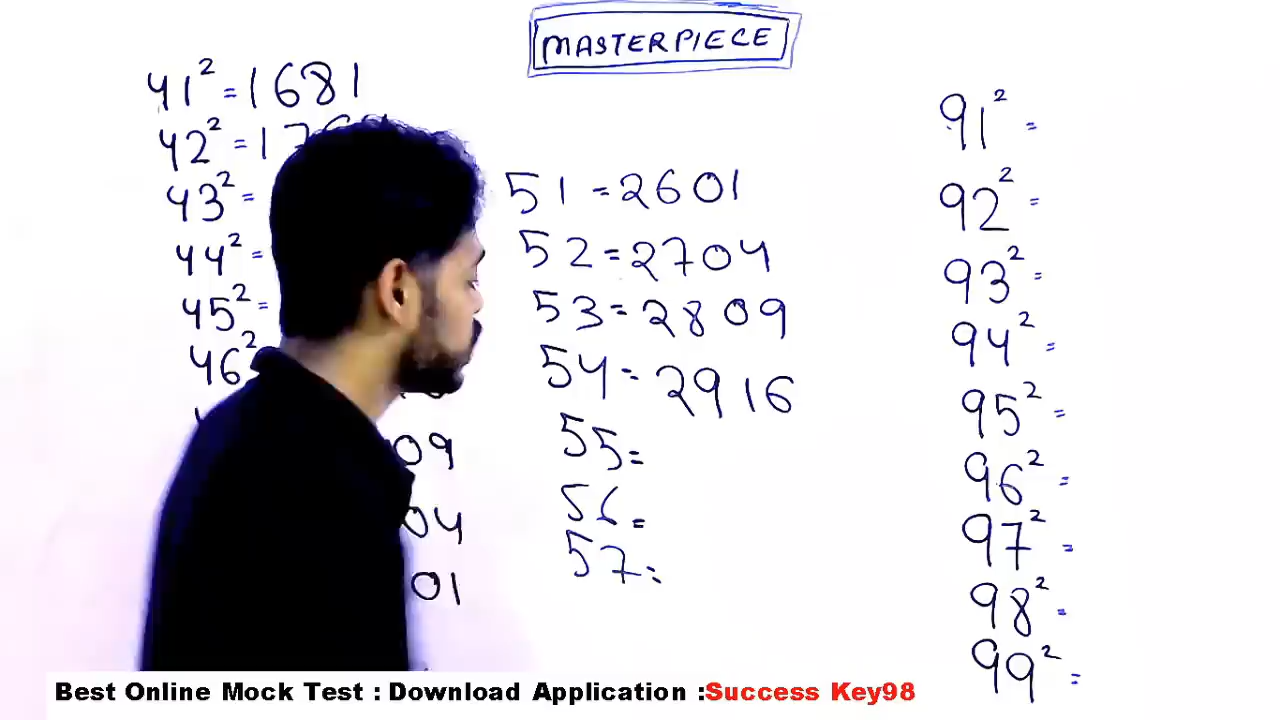 MASTERPIECE
41² = 1681
42² = 17
43² =
44² =
45² =
46²
09
04
01
51 = 2601
52 = 2704
53 = 2809
54 = 2916
55 =
56 =
57 =
91² =
92² =
93² =
94² =
95² =
96² =
97² =
98² =
99² =
Best Online Mock Test : Download Application :Success Key98